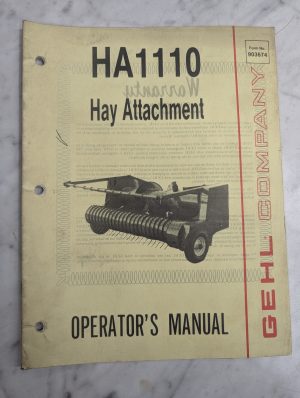 HA1110
Hay Attachment
Form No.
903674
Warranty
GEHL COMPANY
OPERATOR'S MANUAL